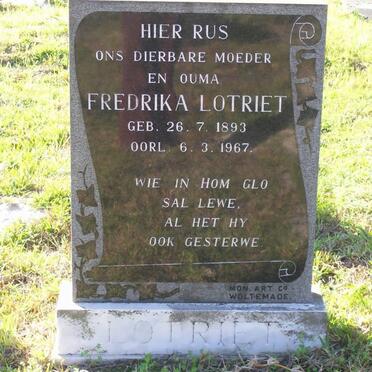 HIER RUS
ONS DIERBARE MOEDER
EN OUMA
FREDRIKA LOTRIET
GEB. 26. 7. 1893
OORL. 6. 3. 1967.
WIE IN HOM GLO
SAL LEWE,
AL HET HY
OOK GESTERWE
MON. ART. CO.
WOLTEMADE.
LOTRIET